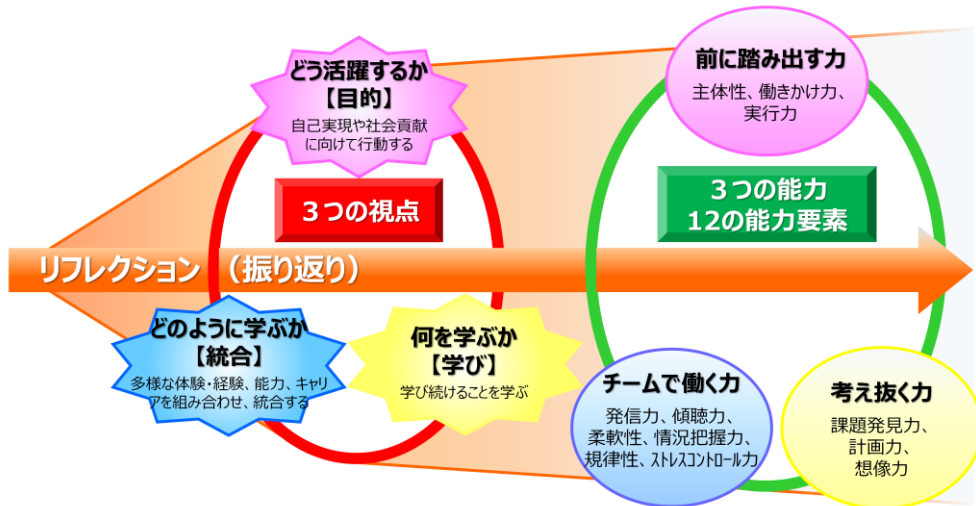 どう活躍するか
【目的】
自己実現や社会貢献
に向けて行動する
前に踏み出す力
主体性、働きかけ力、
実行力
3つの視点
3つの能力
12の能力要素
リフレクション （振り返り）
どのように学ぶか
【統合】
多様な体験・経験、能力、キャリ
アを組み合わせ、統合する
何を学ぶか
【学び】
学び続けることを学ぶ
チームで働く力
発信力、傾聴力、
柔軟性、情況把握力、
規律性、ストレスコントロール力
考え抜く力
課題発見力、
計画力、
想像力